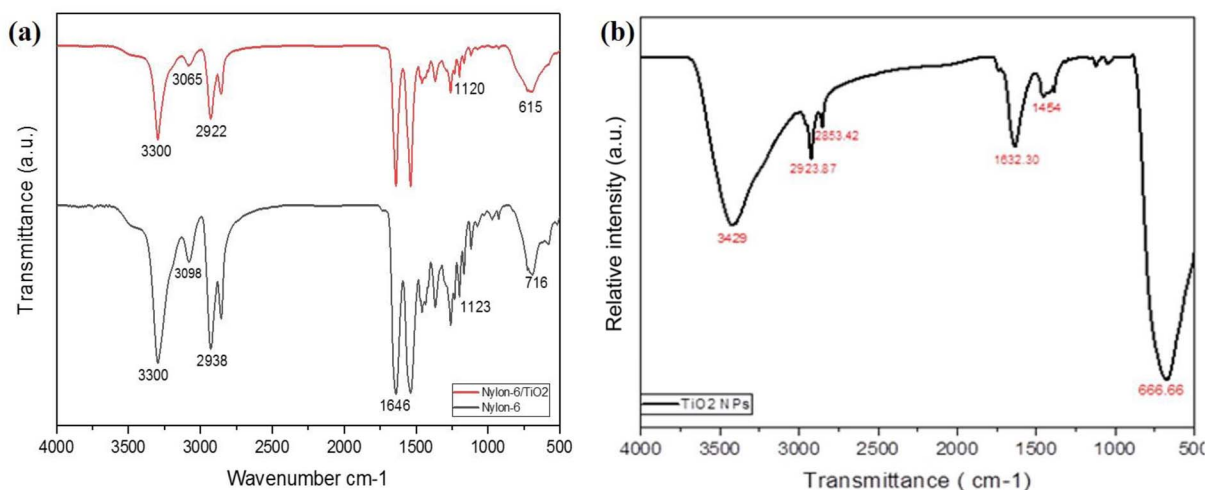 (a)
Transmittance (a.u.)
3300
3065
2922
1120
615
3300
3098
2938
1646
1123
716
Nylon-6/TiO2
Nylon-6
4000 3500 3000 2500 2000 1500 1000 500
Wavenumber cm-1
(b)
Relative intensity (a.u.)
3429
2923.87
2853.42
1632.30
1454
666.66
TiO2 NPs
4000 3500 3000 2500 2000 1500 1000 500
Transmittance ( cm-1)